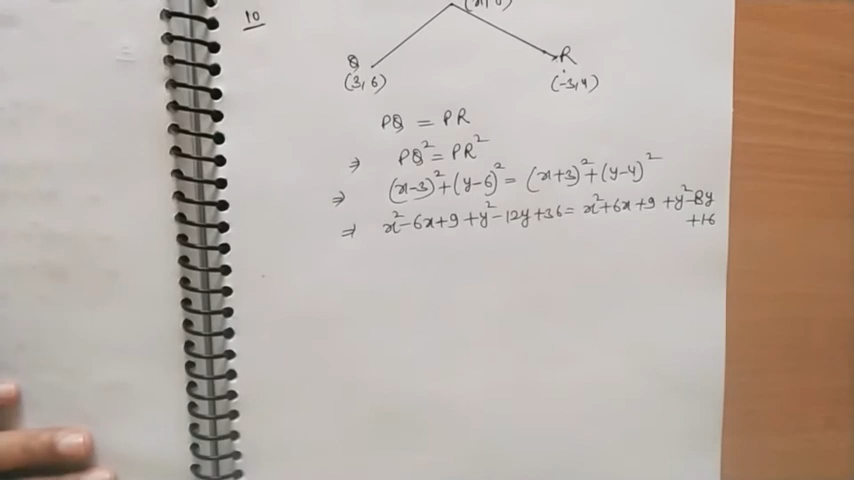 10
Q R
(3, 6) (-3, 4)
PQ = PR
⇒ PQ² = PR²
⇒ (x-3)²+(y-6)² = (x+3)²+(y-4)²
⇒ x²-6x+9+y²-12y+36 = x²+6x+9+y²-8y
+16